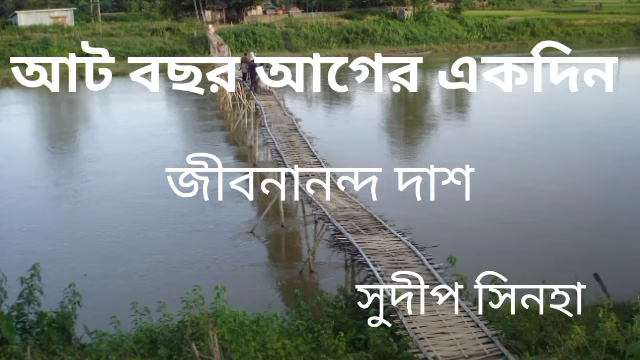 আট বছর আগের একদিন
জীবনানন্দ দাশ
সুদীপ সিনহা